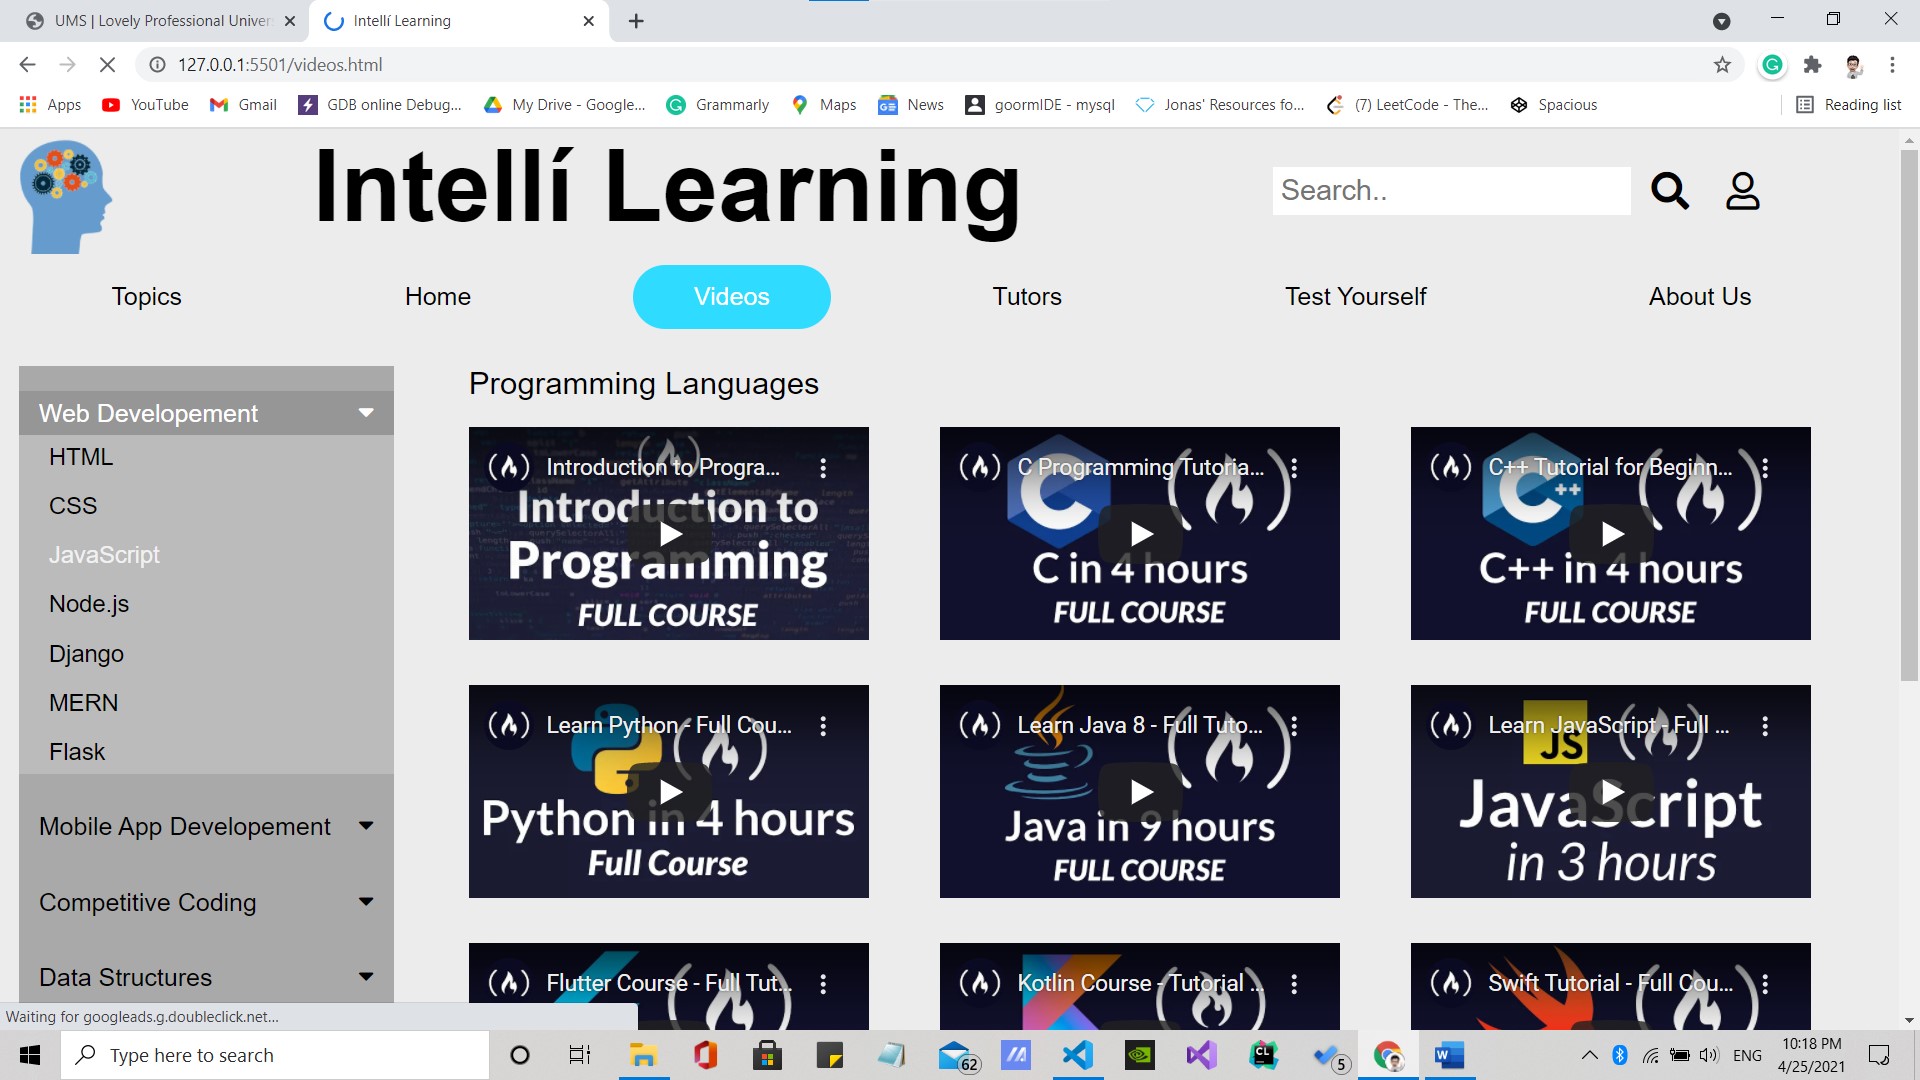 UMS | Lovely Professional Univer
Intellí Learning
127.0.0.1:5501/videos.html
Apps
YouTube
Gmail
GDB online Debug...
My Drive - Google...
Grammarly
Maps
News
goormIDE - mysql
Jonas' Resources fo...
(7) LeetCode - The...
Spacious
Reading list
Intellí Learning
Search..
Topics
Home
Videos
Tutors
Test Yourself
About Us
Web Developement
HTML
CSS
JavaScript
Node.js
Django
MERN
Flask
Mobile App Developement
Competitive Coding
Data Structures
Programming Languages
Introduction to Progra...
Introduction to
Programming
FULL COURSE
C Programming Tutoria...
C
C in 4 hours
FULL COURSE
C++ Tutorial for Beginn...
C++
C++ in 4 hours
FULL COURSE
Learn Python - Full Cou...
Python in 4 hours
Full Course
Learn Java 8 - Full Tuto...
Java in 9 hours
FULL COURSE
Learn JavaScript - Full ...
JS
JavaScript
in 3 hours
Flutter Course - Full Tut...
Kotlin Course - Tutorial ...
Swift Tutorial - Full Cou...
Waiting for googleads.g.doubleclick.net...
Type here to search
62
CL
5
W
ENG
10:18 PM
4/25/2021